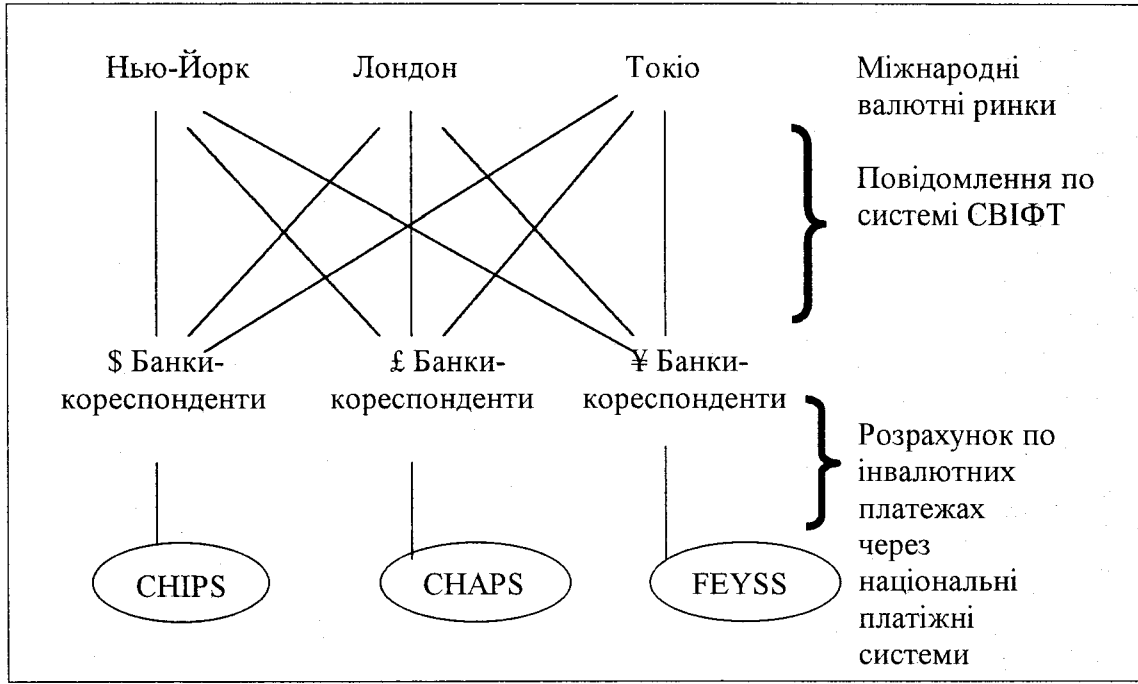 Нью-Йорк
Лондон
Токіо
Міжнародні
валютні ринки
Повідомлення по
системі СВІФТ
$ Банки-
кореспонденти
£ Банки-
кореспонденти
¥ Банки-
кореспонденти
Розрахунок по
інвалютних
платежах
через
національні
платіжні
системи
CHIPS
CHAPS
FEYSS